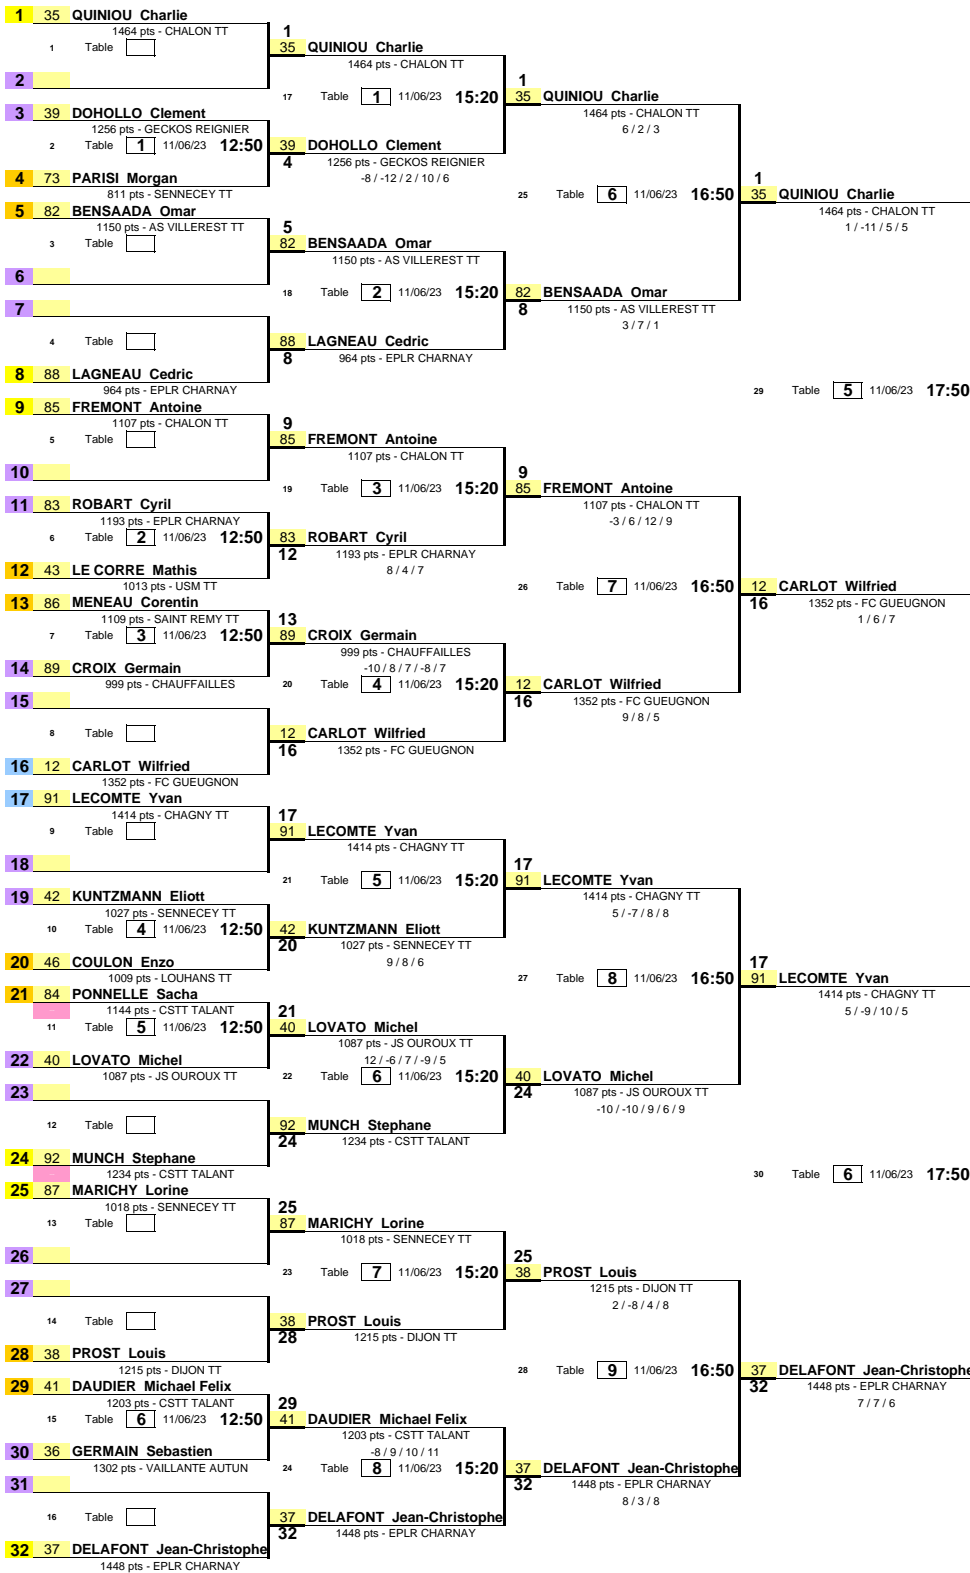 1 35 QUINIOU Charlie
1464 pts - CHALON TT
1 Table
2
3 39 DOHOLLO Clement
1256 pts - GECKOS REIGNIER
2 Table 1 11/06/23 12:50
4 73 PARISI Morgan
811 pts - SENNECEY TT
5 82 BENSAADA Omar
1150 pts - AS VILLEREST TT
3 Table
6
7
4 Table
8 88 LAGNEAU Cedric
964 pts - EPLR CHARNAY
9 85 FREMONT Antoine
1107 pts - CHALON TT
5 Table
10
11 83 ROBART Cyril
1193 pts - EPLR CHARNAY
6 Table 2 11/06/23 12:50
12 43 LE CORRE Mathis
1013 pts - USM TT
13 86 MENEAU Corentin
1109 pts - SAINT REMY TT
7 Table 3 11/06/23 12:50
14 89 CROIX Germain
999 pts - CHAUFFAILLES
15
8 Table
16 12 CARLOT Wilfried
1352 pts - FC GUEUGNON
17 91 LECOMTE Yvan
1414 pts - CHAGNY TT
9 Table
18
19 42 KUNTZMANN Eliott
1027 pts - SENNECEY TT
10 Table 4 11/06/23 12:50
20 46 COULON Enzo
1009 pts - LOUHANS TT
21 84 PONNELLE Sacha
1144 pts - CSTT TALANT
11 Table 5 11/06/23 12:50
22 40 LOVATO Michel
1087 pts - JS OUROUX TT
23
12 Table
24 92 MUNCH Stephane
1234 pts - CSTT TALANT
25 87 MARICHY Lorine
1018 pts - SENNECEY TT
13 Table
26
27
14 Table
28 38 PROST Louis
1215 pts - DIJON TT
29 41 DAUDIER Michael Felix
1203 pts - CSTT TALANT
15 Table 6 11/06/23 12:50
30 36 GERMAIN Sebastien
1302 pts - VAILLANTE AUTUN
31
16 Table
32 37 DELAFONT Jean-Christophe
1448 pts - EPLR CHARNAY
1
35 QUINIOU Charlie
1464 pts - CHALON TT
17 Table 1 11/06/23 15:20
39 DOHOLLO Clement
4 1256 pts - GECKOS REIGNIER
-8 / -12 / 2 / 10 / 6
5
82 BENSAADA Omar
1150 pts - AS VILLEREST TT
18 Table 2 11/06/23 15:20
88 LAGNEAU Cedric
8 964 pts - EPLR CHARNAY
9
85 FREMONT Antoine
1107 pts - CHALON TT
19 Table 3 11/06/23 15:20
83 ROBART Cyril
12 1193 pts - EPLR CHARNAY
8 / 4 / 7
13
89 CROIX Germain
999 pts - CHAUFFAILLES
-10 / 8 / 7 / -8 / 7
20 Table 4 11/06/23 15:20
12 CARLOT Wilfried
16 1352 pts - FC GUEUGNON
17
91 LECOMTE Yvan
1414 pts - CHAGNY TT
21 Table 5 11/06/23 15:20
42 KUNTZMANN Eliott
20 1027 pts - SENNECEY TT
9 / 8 / 6
21
40 LOVATO Michel
1087 pts - JS OUROUX TT
12 / -6 / 7 / -9 / 5
22 Table 6 11/06/23 15:20
92 MUNCH Stephane
24 1234 pts - CSTT TALANT
25
87 MARICHY Lorine
1018 pts - SENNECEY TT
23 Table 7 11/06/23 15:20
38 PROST Louis
28 1215 pts - DIJON TT
29
41 DAUDIER Michael Felix
1203 pts - CSTT TALANT
-8 / 9 / 10 / 11
24 Table 8 11/06/23 15:20
37 DELAFONT Jean-Christophe
32 1448 pts - EPLR CHARNAY
1
35 QUINIOU Charlie
1464 pts - CHALON TT
6 / 2 / 3
25 Table 6 11/06/23 16:50
82 BENSAADA Omar
8 1150 pts - AS VILLEREST TT
3 / 7 / 1
9
85 FREMONT Antoine
1107 pts - CHALON TT
-3 / 6 / 12 / 9
26 Table 7 11/06/23 16:50
12 CARLOT Wilfried
16 1352 pts - FC GUEUGNON
9 / 8 / 5
17
91 LECOMTE Yvan
1414 pts - CHAGNY TT
5 / -7 / 8 / 8
27 Table 8 11/06/23 16:50
40 LOVATO Michel
24 1087 pts - JS OUROUX TT
-10 / -10 / 9 / 6 / 9
25
38 PROST Louis
1215 pts - DIJON TT
2 / -8 / 4 / 8
28 Table 9 11/06/23 16:50
37 DELAFONT Jean-Christophe
32 1448 pts - EPLR CHARNAY
8 / 3 / 8
1
35 QUINIOU Charlie
1464 pts - CHALON TT
1 / -11 / 5 / 5
29 Table 5 11/06/23 17:50
12 CARLOT Wilfried
16 1352 pts - FC GUEUGNON
1 / 6 / 7
17
91 LECOMTE Yvan
1414 pts - CHAGNY TT
5 / -9 / 10 / 5
30 Table 6 11/06/23 17:50
37 DELAFONT Jean-Christophe
32 1448 pts - EPLR CHARNAY
7 / 7 / 6